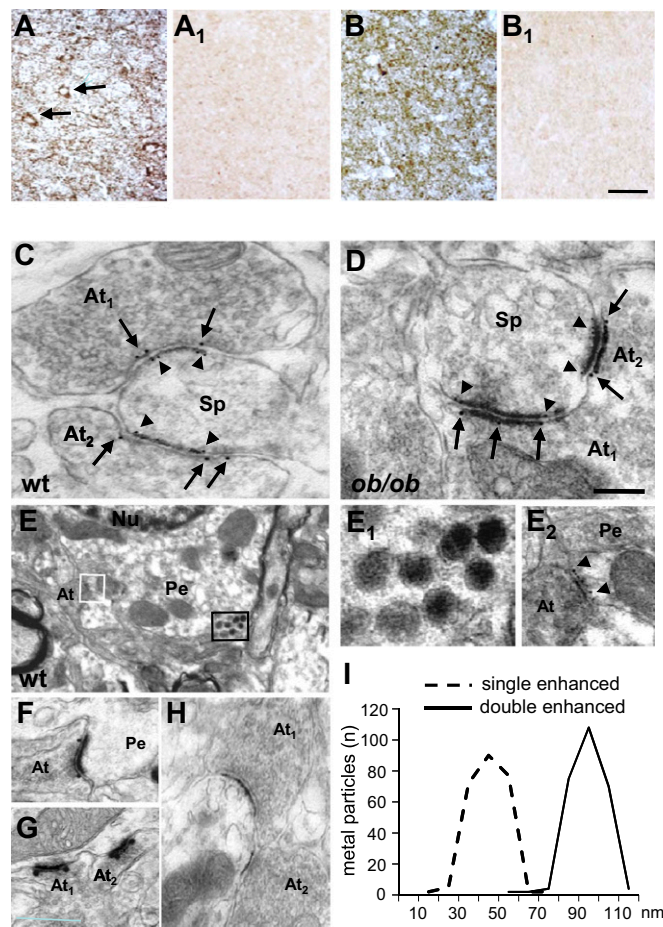 A A1 B B1
C At1 Sp At2 wt
D Sp At2 At1 ob/ob
E Nu At Pe wt
E1
E2 Pe At
F At Pe
G At1 At2
H At1 At2
I
single enhanced
double enhanced
metal particles (n)
120
100
80
60
40
20
0
10 30 50 70 90 110 nm